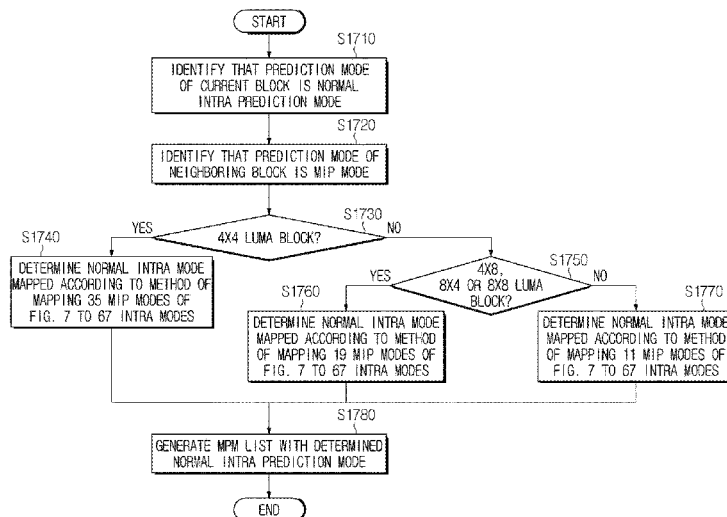 START
S1710
IDENTIFY THAT PREDICTION MODE
OF CURRENT BLOCK IS NORMAL
INTRA PREDICTION MODE
S1720
IDENTIFY THAT PREDICTION MODE OF
NEIGHBORING BLOCK IS MIP MODE
S1730
YES
4X4 LUMA BLOCK?
NO
S1740
DETERMINE NORMAL INTRA MODE
MAPPED ACCORDING TO METHOD OF
MAPPING 35 MIP MODES OF
FIG. 7 TO 67 INTRA MODES
S1750
YES
4X8,
8X4 OR 8X8 LUMA
BLOCK?
NO
S1760
DETERMINE NORMAL INTRA MODE
MAPPED ACCORDING TO METHOD
OF MAPPING 19 MIP MODES OF
FIG. 7 TO 67 INTRA MODES
S1770
DETERMINE NORMAL INTRA MODE
MAPPED ACCORDING TO METHOD
OF MAPPING 11 MIP MODES OF
FIG. 7 TO 67 INTRA MODES
S1780
GENERATE MPM LIST WITH DETERMINED
NORMAL INTRA PREDICTION MODE
END